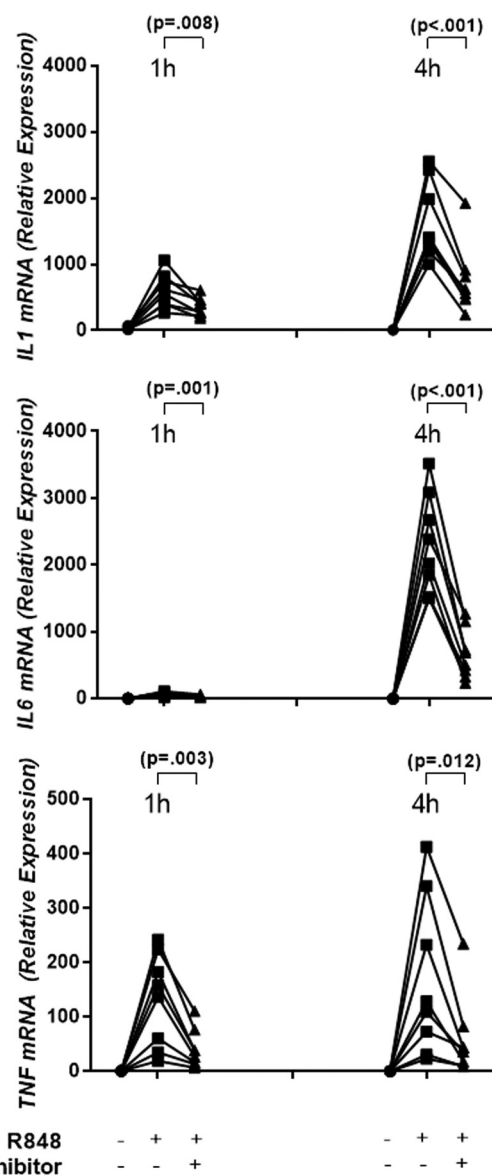 (p=.008) (p<.001)
1h 4h
4000
3000
2000
1000
0
IL1 mRNA (Relative Expression)
(p=.001) (p<.001)
1h 4h
4000
3000
2000
1000
0
IL6 mRNA (Relative Expression)
(p=.003) (p=.012)
1h 4h
500
400
300
200
100
0
TNF mRNA (Relative Expression)
R848 - + + - + +
- - + - - +